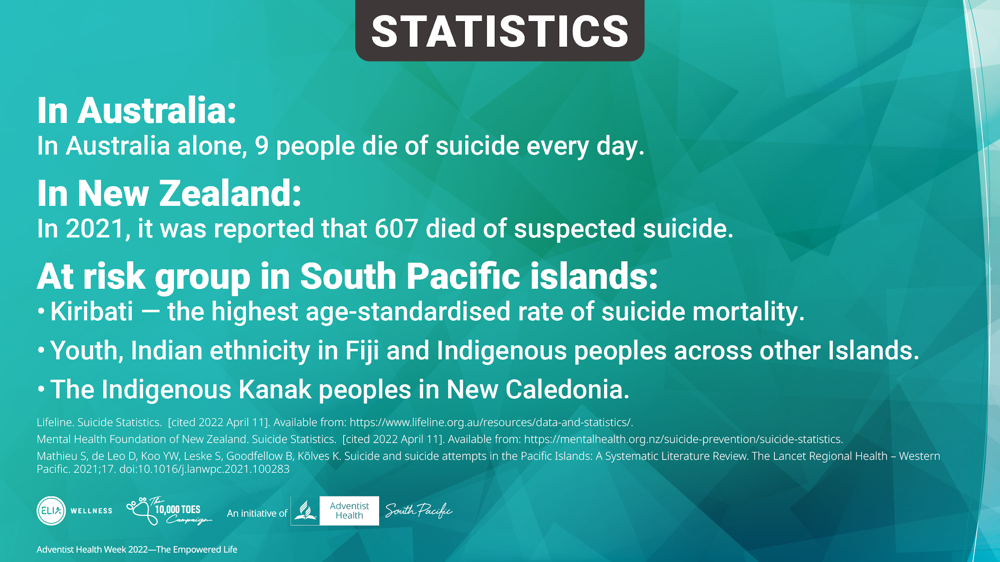 STATISTICS
In Australia:
In Australia alone, 9 people die of suicide every day.
In New Zealand:
In 2021, it was reported that 607 died of suspected suicide.
At risk group in South Pacific islands:
• Kiribati — the highest age-standardised rate of suicide mortality.
• Youth, Indian ethnicity in Fiji and Indigenous peoples across other Islands.
• The Indigenous Kanak peoples in New Caledonia.
Lifeline. Suicide Statistics. [cited 2022 April 11]. Available from: https://www.lifeline.org.au/resources/data-and-statistics/.
Mental Health Foundation of New Zealand. Suicide Statistics. [cited 2022 April 11]. Available from: https://mentalhealth.org.nz/suicide-prevention/suicide-statistics.
Mathieu S, de Leo D, Koo YW, Leske S, Goodfellow B, Kõlves K. Suicide and suicide attempts in the Pacific Islands: A Systematic Literature Review. The Lancet Regional Health – Western
Pacific. 2021;17. doi:10.1016/j.lanwpc.2021.100283
ELIA WELLNESS
The
10,000 TOES
Campaign
An initiative of
Adventist
Health
South Pacific
Adventist Health Week 2022—The Empowered Life